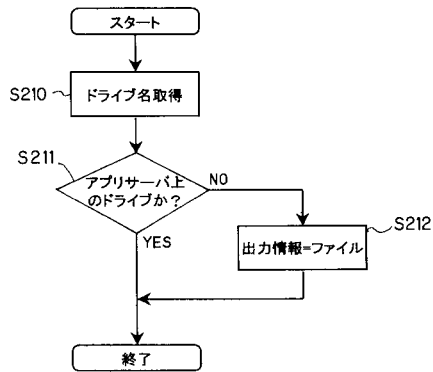 スタート
S210
ドライブ名取得
S211
アプリサーバ上
のドライブか？
NO
YES
S212
出力情報=ファイル
終了